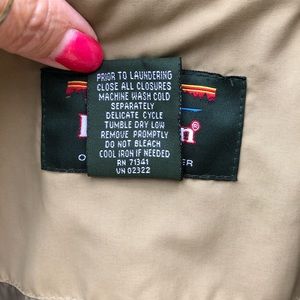 PRIOR TO LAUNDERING
CLOSE ALL CLOSURES
MACHINE WASH COLD
SEPARATELY
DELICATE CYCLE
TUMBLE DRY LOW
REMOVE PROMPTLY
DO NOT BLEACH
COOL IRON IF NEEDED
RN 71341
VN 02322